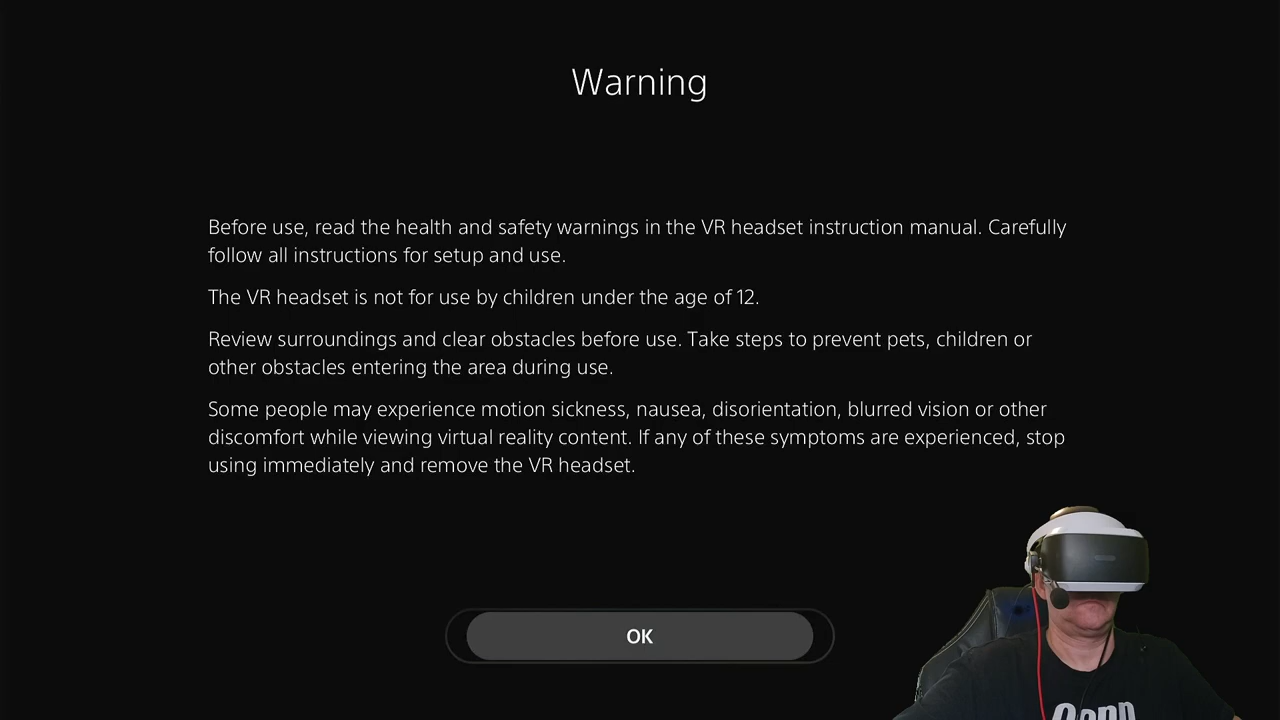 Warning
Before use, read the health and safety warnings in the VR headset instruction manual. Carefully
follow all instructions for setup and use.
The VR headset is not for use by children under the age of 12.
Review surroundings and clear obstacles before use. Take steps to prevent pets, children or
other obstacles entering the area during use.
Some people may experience motion sickness, nausea, disorientation, blurred vision or other
discomfort while viewing virtual reality content. If any of these symptoms are experienced, stop
using immediately and remove the VR headset.
OK